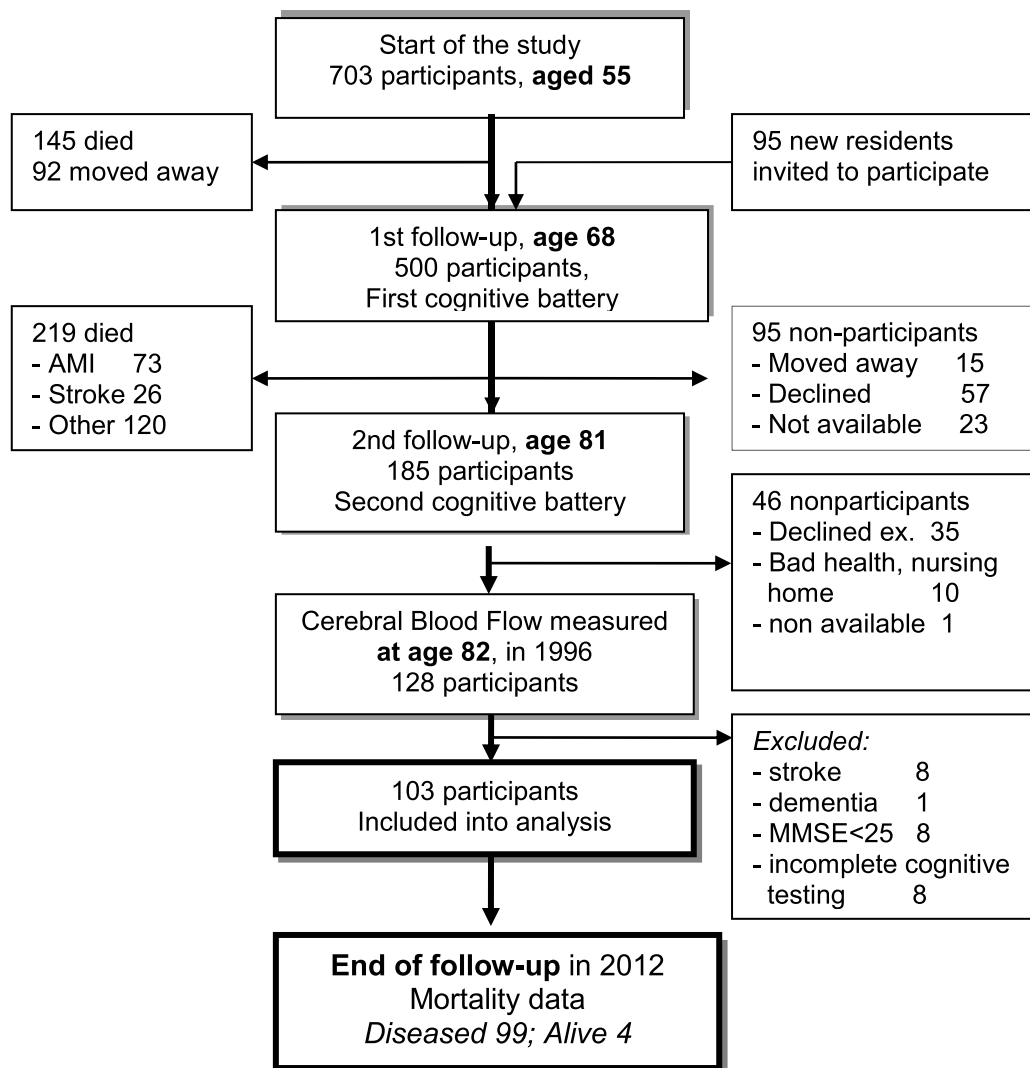 Start of the study
703 participants, aged 55
145 died
92 moved away
95 new residents
invited to participate
1st follow-up, age 68
500 participants,
First cognitive battery
219 died
- AMI 73
- Stroke 26
- Other 120
95 non-participants
- Moved away 15
- Declined 57
- Not available 23
2nd follow-up, age 81
185 participants
Second cognitive battery
46 nonparticipants
- Declined ex. 35
- Bad health, nursing
home 10
- non available 1
Cerebral Blood Flow measured
at age 82, in 1996
128 participants
Excluded:
- stroke 8
- dementia 1
- MMSE<25 8
- incomplete cognitive
testing 8
103 participants
Included into analysis
End of follow-up in 2012
Mortality data
Diseased 99; Alive 4